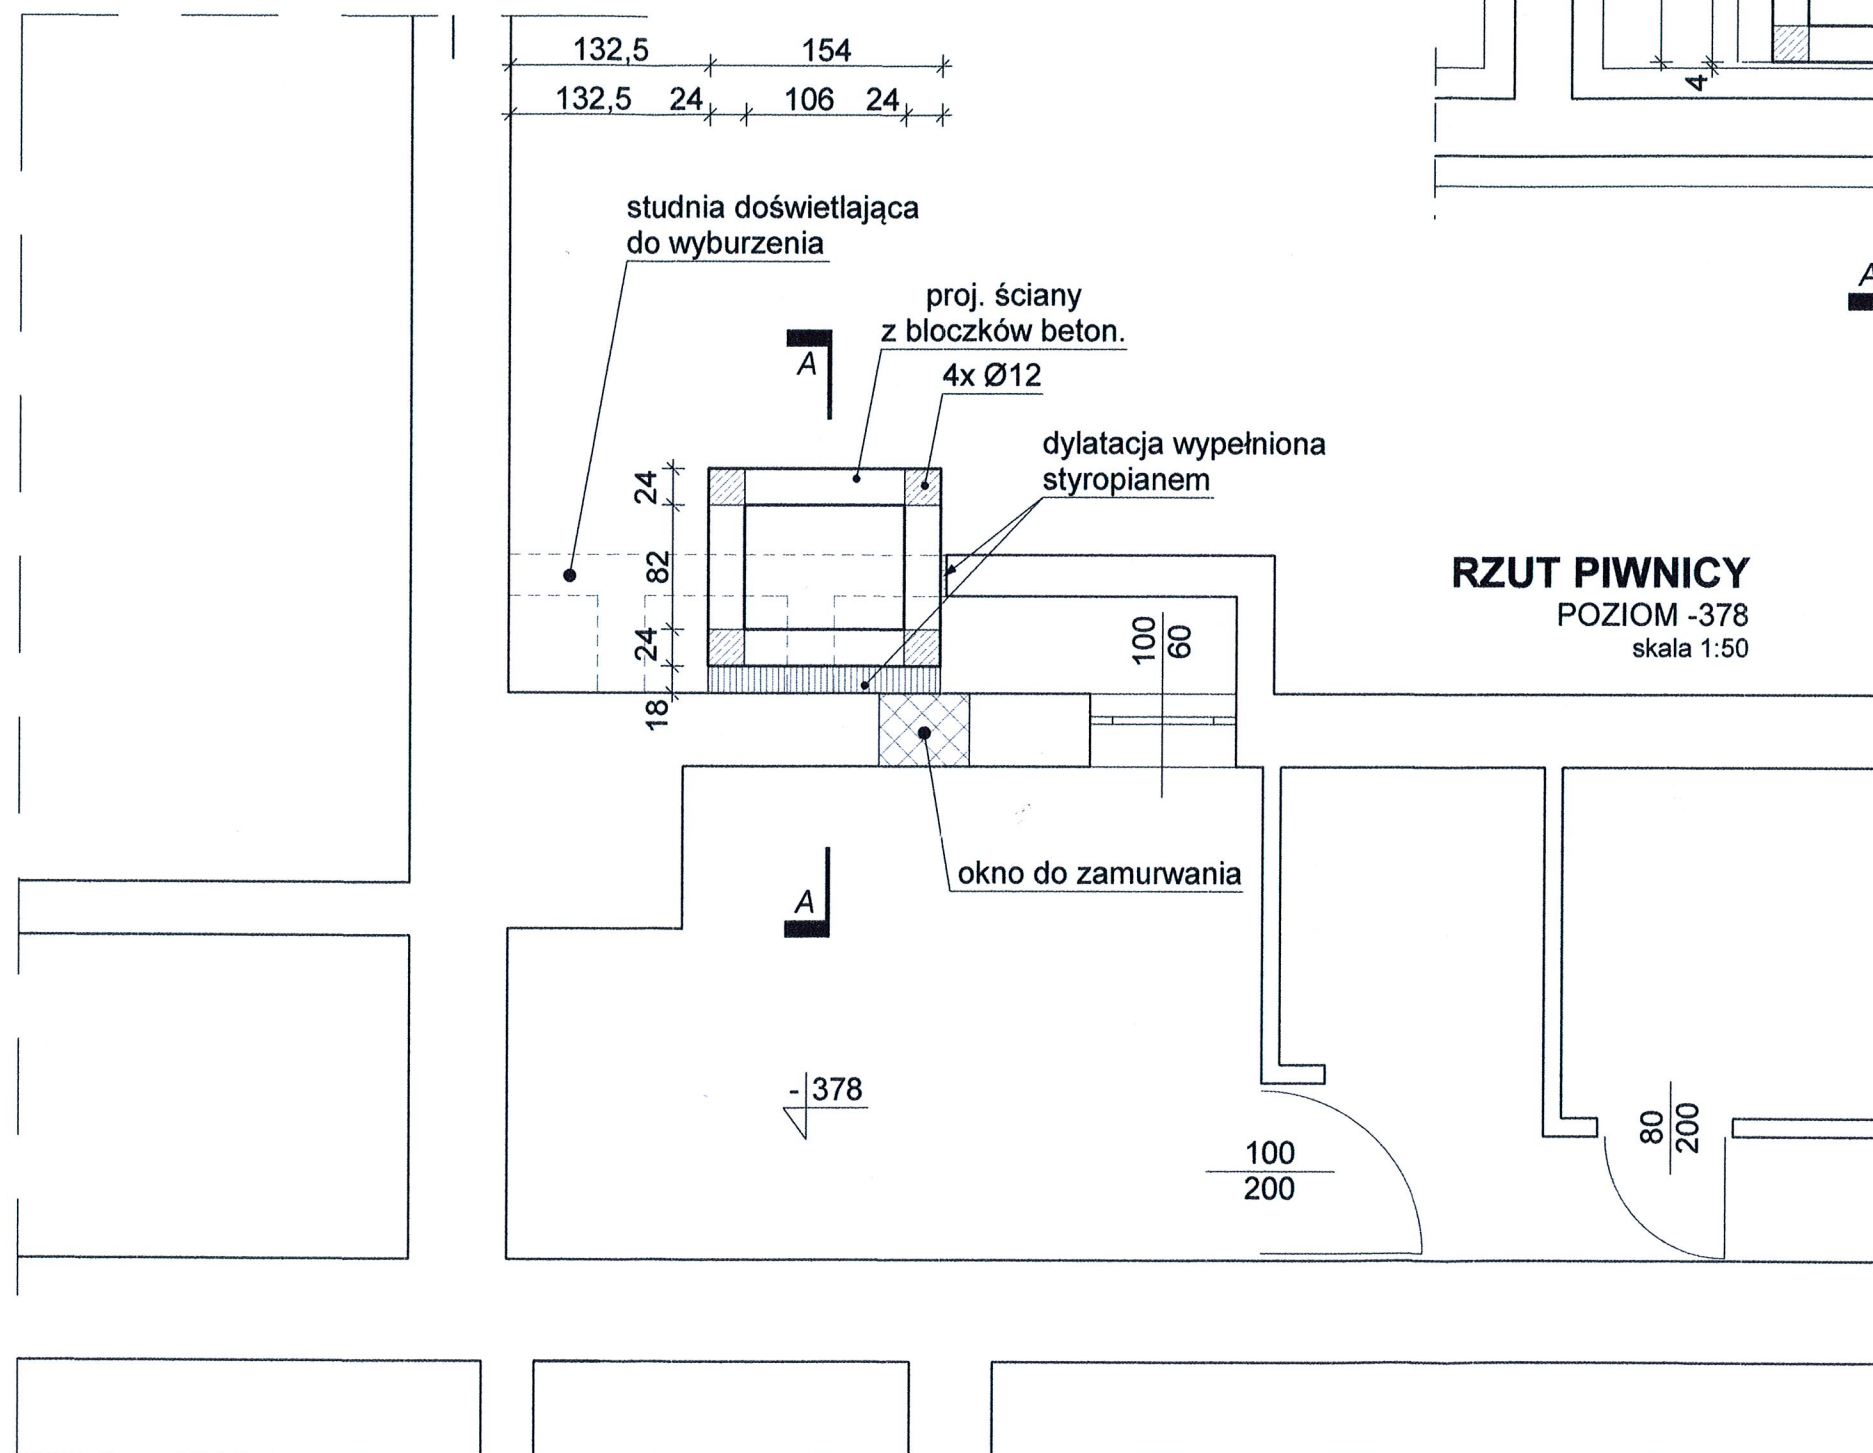 132,5 154
132,5 24 106 24
4
studnia doświetlająca
do wyburzenia
proj. ściany
z bloczków beton.
4x Ø12
A
A
dylatacja wypełniona
styropianem
24
82
24
18
100
60
RZUT PIWNICY
POZIOM -378
skala 1:50
okno do zamurwania
A
- 378
100
200
80
200